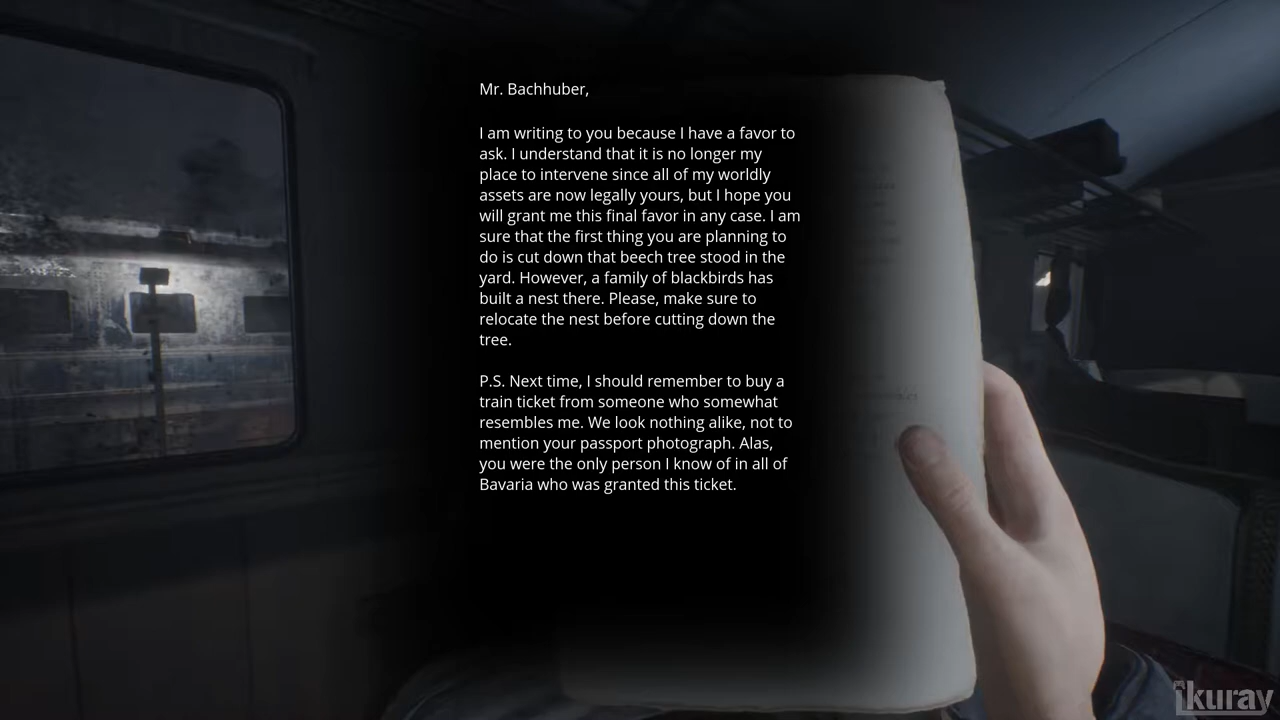 Mr. Bachhuber,
I am writing to you because I have a favor to
ask. I understand that it is no longer my
place to intervene since all of my worldly
assets are now legally yours, but I hope you
will grant me this final favor in any case. I am
sure that the first thing you are planning to
do is cut down that beech tree stood in the
yard. However, a family of blackbirds has
built a nest there. Please, make sure to
relocate the nest before cutting down the
tree.
P.S. Next time, I should remember to buy a
train ticket from someone who somewhat
resembles me. We look nothing alike, not to
mention your passport photograph. Alas,
you were the only person I know of in all of
Bavaria who was granted this ticket.
ikuray